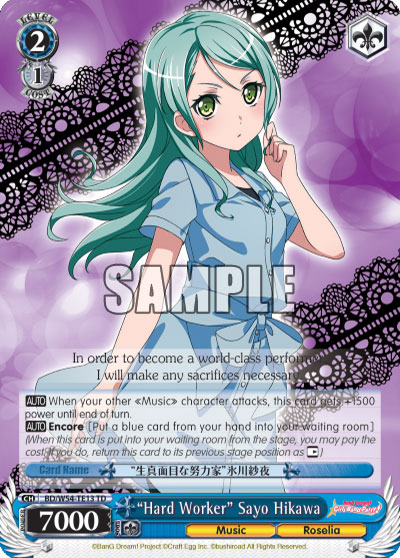 LEVEL
2
1
COST
SAMPLE
In order to become a world-class performer
I will make any sacrifices necessary.
AUTO When your other «Music» character attacks, this card gets +1500
power until end of turn.
AUTO Encore [Put a blue card from your hand into your waiting room]
(When this card is put into your waiting room from the stage, you may pay the
cost. If you do, return this card to its previous stage position as
Card Name
"生真面目な努力家"氷川紗夜
CH BD/W54-TE13 TD
"Hard Worker" Sayo Hikawa
POWER
7000
SOUL
Music
Roselia
©BanG Dream! Project ©Craft Egg Inc. ©bushiroad All Rights Reserved.